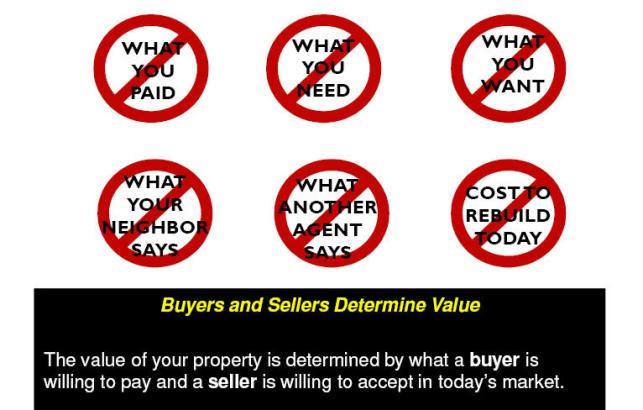 WHAT
YOU
PAID
WHAT
YOU
NEED
WHAT
YOU
WANT
WHAT
YOUR
NEIGHBOR
SAYS
WHAT
ANOTHER
AGENT
SAYS
COST TO
REBUILD
TODAY
Buyers and Sellers Determine Value
The value of your property is determined by what a buyer is
willing to pay and a seller is willing to accept in today's market.